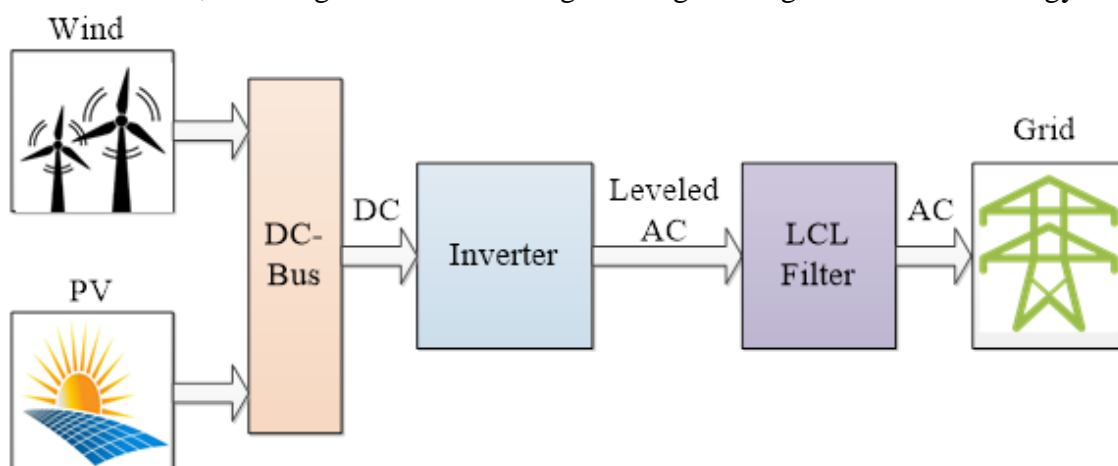 Wind
Grid
DC
Leveled
AC
AC
DC-
Bus
Inverter
LCL
Filter
PV